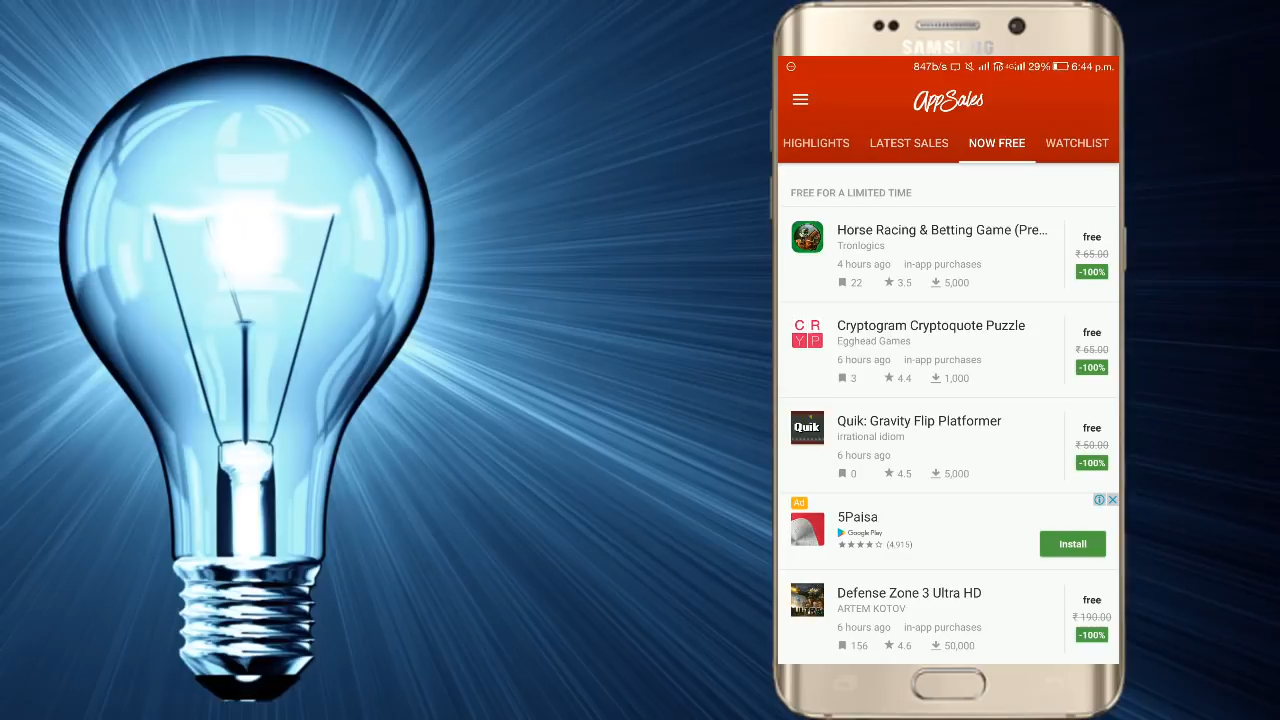 SAMSUNG
847b/s 4G 29% 6:44 p.m.
AppSales
HIGHLIGHTS LATEST SALES NOW FREE WATCHLIST
FREE FOR A LIMITED TIME
Horse Racing & Betting Game (Pre...
free
Tronlogics
₹ 65.00
4 hours ago in-app purchases
-100%
22 3.5 5,000
C R Y P
Cryptogram Cryptoquote Puzzle
free
Egghead Games
₹ 65.00
6 hours ago in-app purchases
-100%
3 4.4 1,000
Quik
Quik: Gravity Flip Platformer
free
irrational idiom
₹ 50.00
6 hours ago
-100%
0 4.5 5,000
Ad
5Paisa
Google Play
(4,915)
Install
Defense Zone 3 Ultra HD
free
ARTEM KOTOV
₹ 190.00
6 hours ago in-app purchases
-100%
156 4.6 50,000